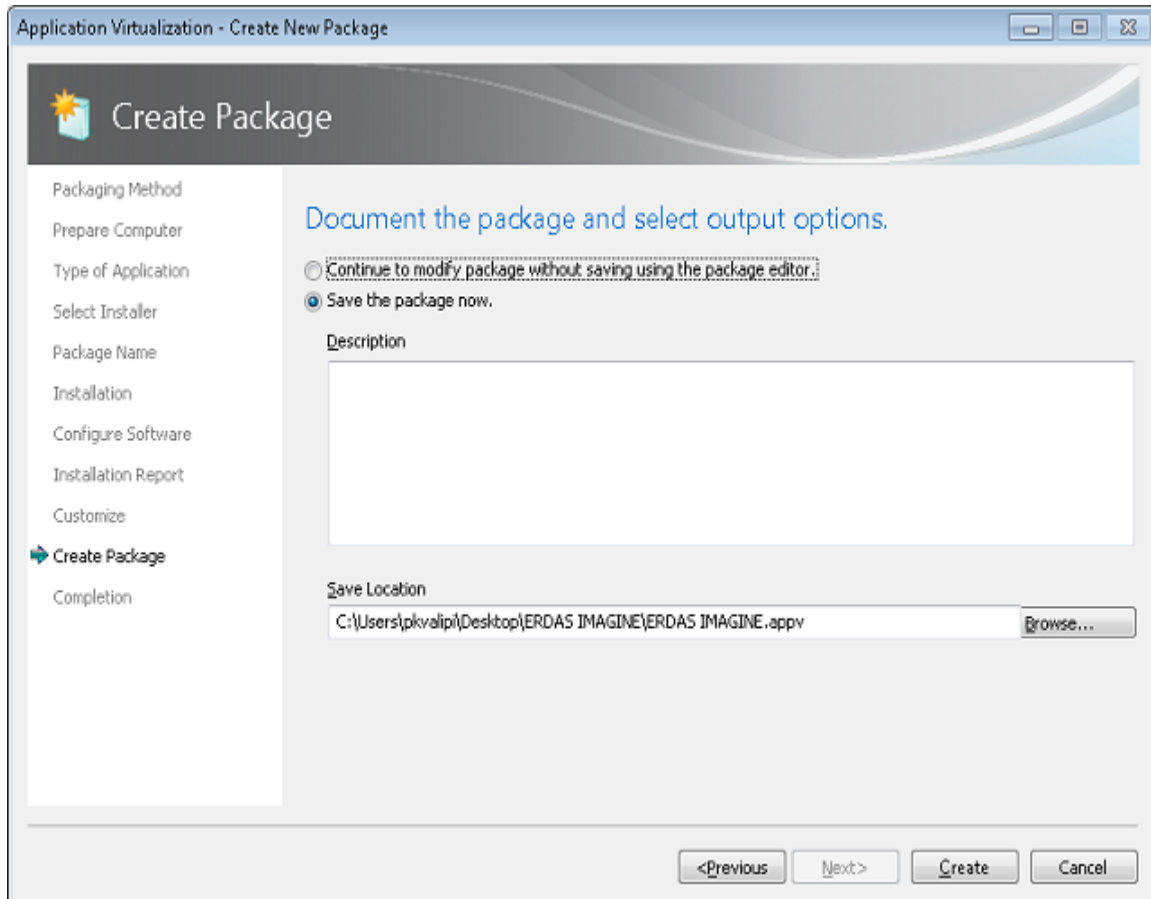 Application Virtualization - Create New Package
Create Package
Packaging Method
Prepare Computer
Type of Application
Select Installer
Package Name
Installation
Configure Software
Installation Report
Customize
Create Package
Completion
Document the package and select output options.
Continue to modify package without saving using the package editor.
Save the package now.
Description
Save Location
C:\Users\pkvalipi\Desktop\ERDAS IMAGINE\ERDAS IMAGINE.appv
Browse...
<Previous
Next>
Create
Cancel